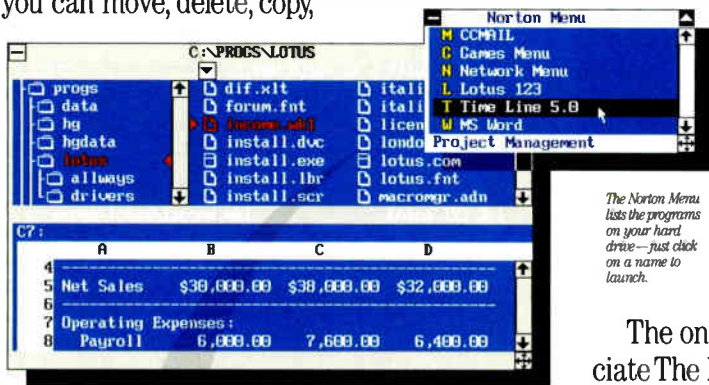 you can move, delete, copy,
C:\PROGS\LOTUS
progs
data
hg
hgdata
lotus
allways
drivers
dif.xlt
forum.fnt
income.wk1
install.dvc
install.exe
install.lbr
install.scr
itali
itali
licen
londo
lotus.com
lotus.fnt
macromgr.adn
C7:
A B C D
4
5 Net Sales $30,000.00 $38,000.00 $32,000.00
6
7 Operating Expenses:
8 Payroll 6,000.00 7,600.00 6,400.00
Norton Menu
M CCMAIL
G Games Menu
N Network Menu
L Lotus 123
T Time Line 5.0
W MS Word
Project Management
The Norton Menu
lists the programs
on your hard
drive—just click
on a name to
launch.
The on
ciate The